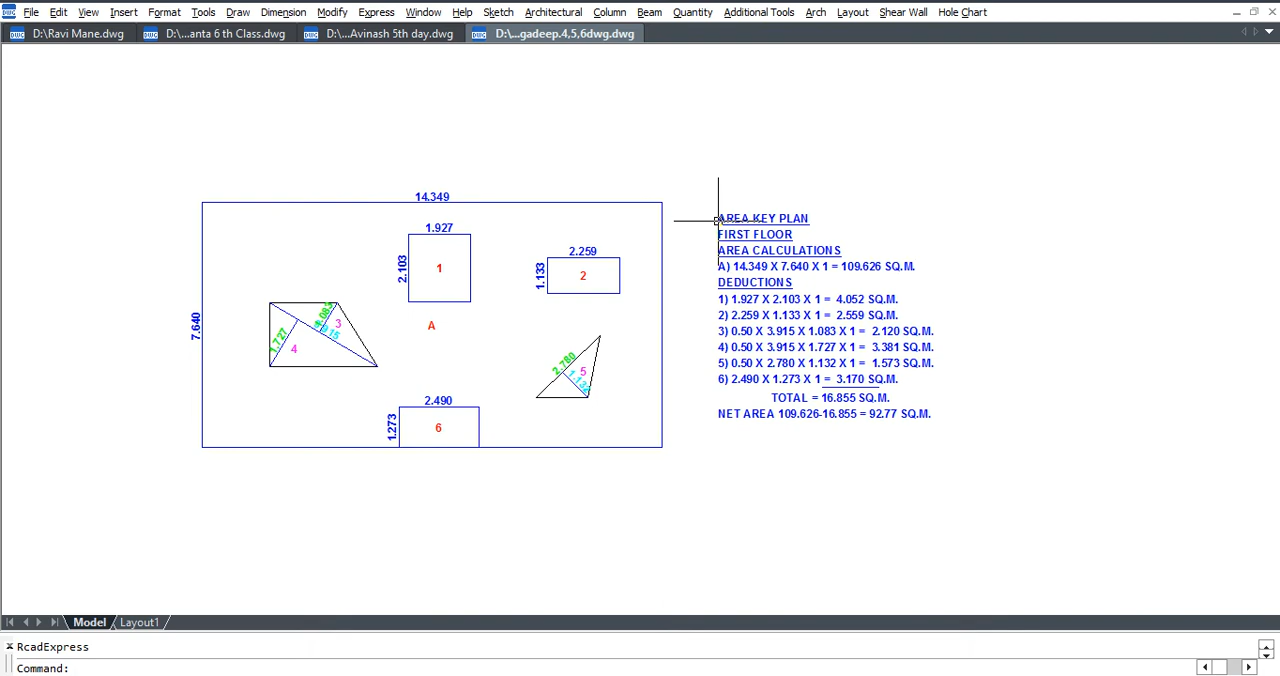 File Edit View Insert Format Tools Draw Dimension Modify Express Window Help Sketch Architectural Column Beam Quantity Additional Tools Arch Layout Shear Wall Hole Chart
D:\Ravi Mane.dwg D:\...anta 6 th Class.dwg D:\...Avinash 5th day.dwg D:\...gadeep.4,5,6dwg.dwg
14.349
1.927
2.103
1
2.259
1.133
2
7.640
1.083
3
3.915
1.727
4
A
2.780
5
1.132
2.490
1.273
6
AREA KEY PLAN
FIRST FLOOR
AREA CALCULATIONS
A) 14.349 X 7.640 X 1 = 109.626 SQ.M.
DEDUCTIONS
1) 1.927 X 2.103 X 1 = 4.052 SQ.M.
2) 2.259 X 1.133 X 1 = 2.559 SQ.M.
3) 0.50 X 3.915 X 1.083 X 1 = 2.120 SQ.M.
4) 0.50 X 3.915 X 1.727 X 1 = 3.381 SQ.M.
5) 0.50 X 2.780 X 1.132 X 1 = 1.573 SQ.M.
6) 2.490 X 1.273 X 1 = 3.170 SQ.M.
TOTAL = 16.855 SQ.M.
NET AREA 109.626-16.855 = 92.77 SQ.M.
Model Layout1
RcadExpress
Command: